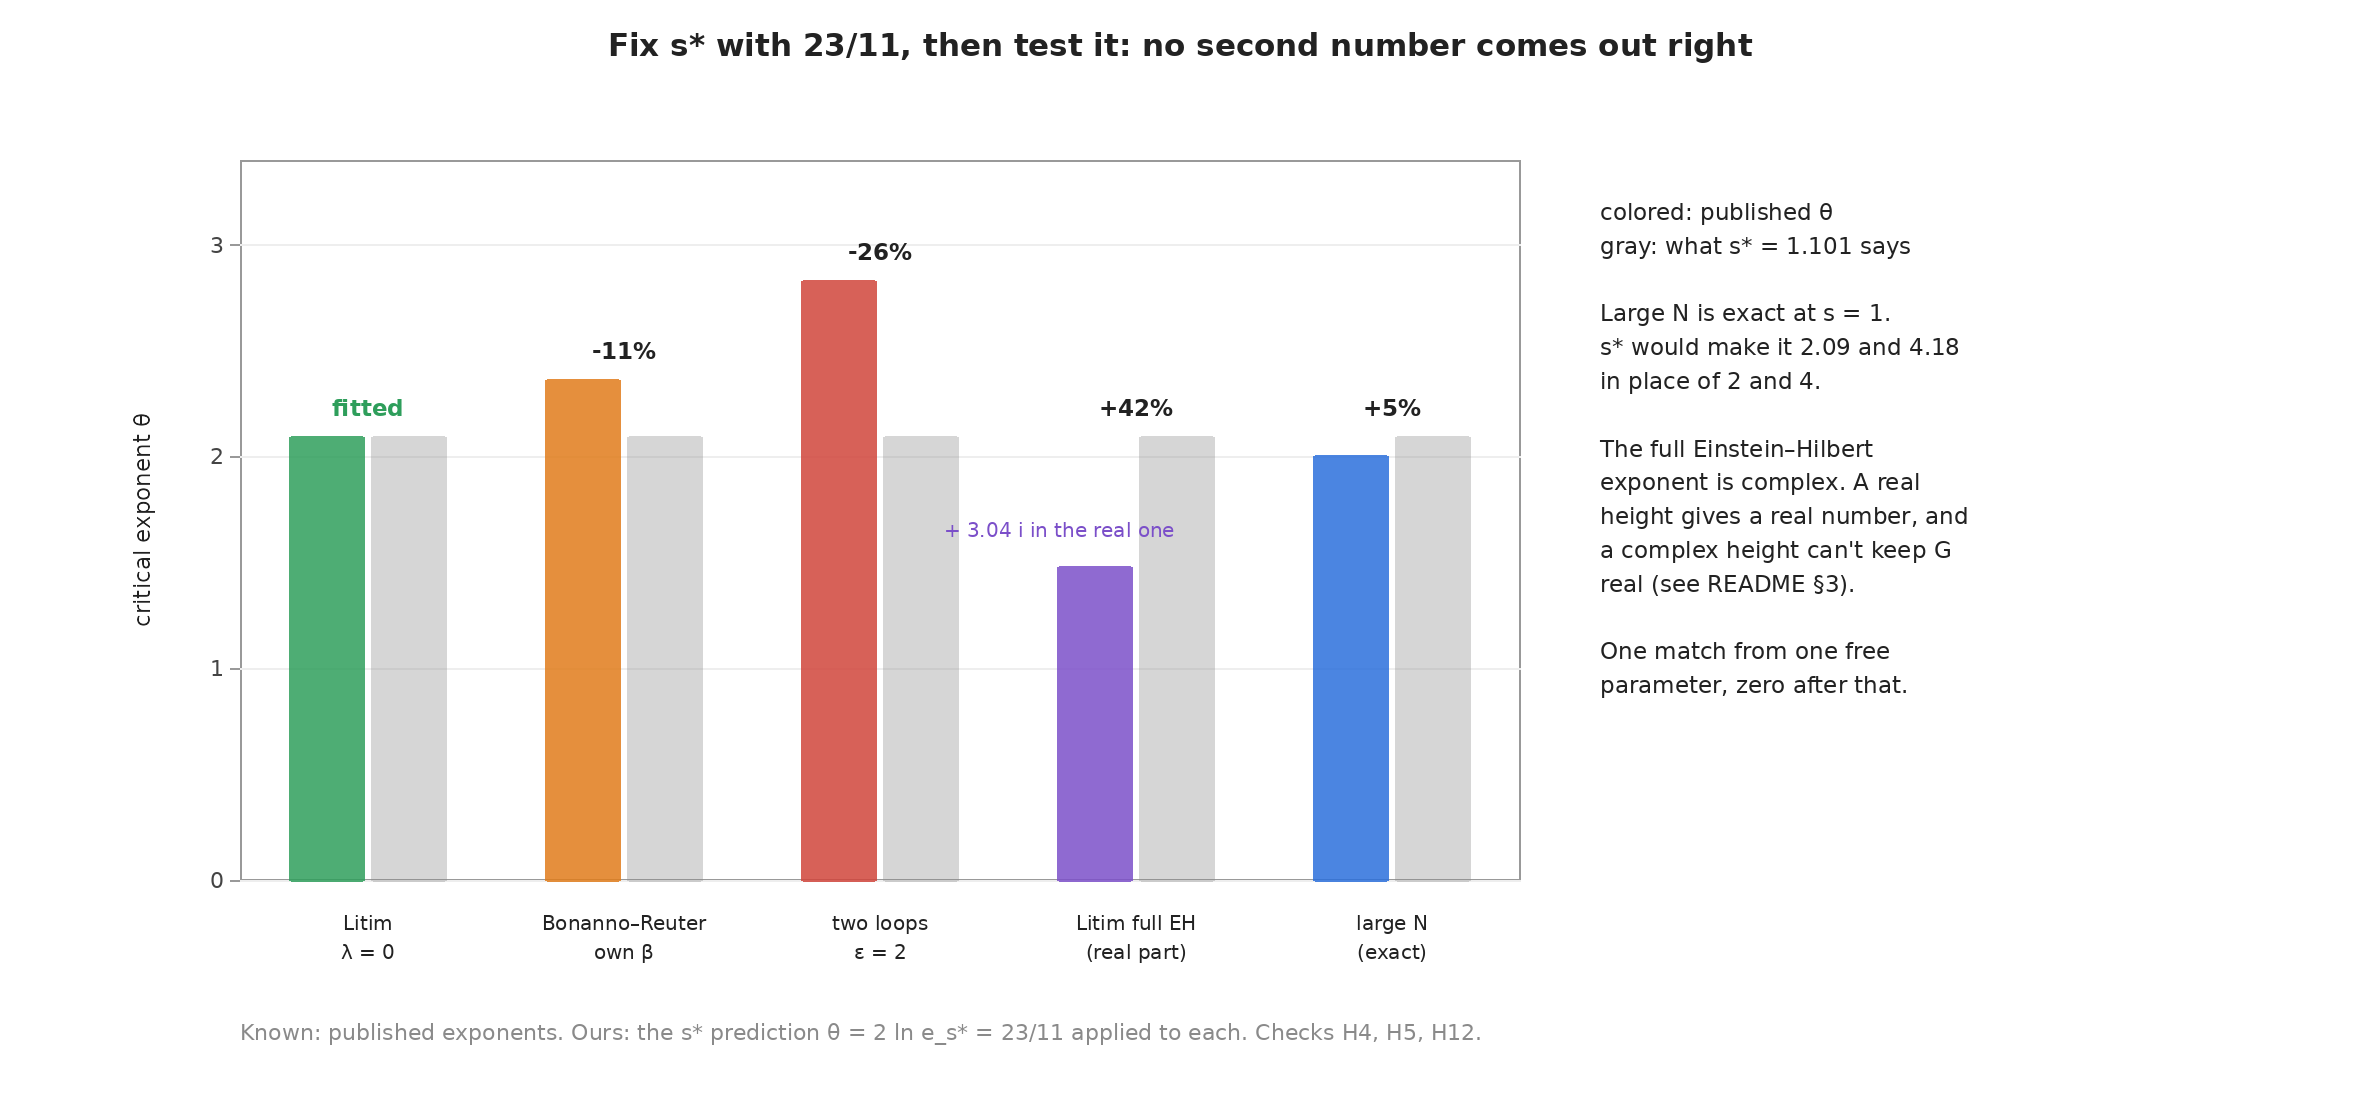 Fix s* with 23/11, then test it: no second number comes out right
critical exponent θ
3
2
1
0
fitted
-11%
-26%
+42%
+5%
+ 3.04 i in the real one
Litim
λ = 0
Bonanno–Reuter
own β
two loops
ε = 2
Litim full EH
(real part)
large N
(exact)
colored: published θ
gray: what s* = 1.101 says
Large N is exact at s = 1.
s* would make it 2.09 and 4.18
in place of 2 and 4.
The full Einstein–Hilbert
exponent is complex. A real
height gives a real number, and
a complex height can't keep G
real (see README §3).
One match from one free
parameter, zero after that.
Known: published exponents. Ours: the s* prediction θ = 2 ln e_s* = 23/11 applied to each. Checks H4, H5, H12.